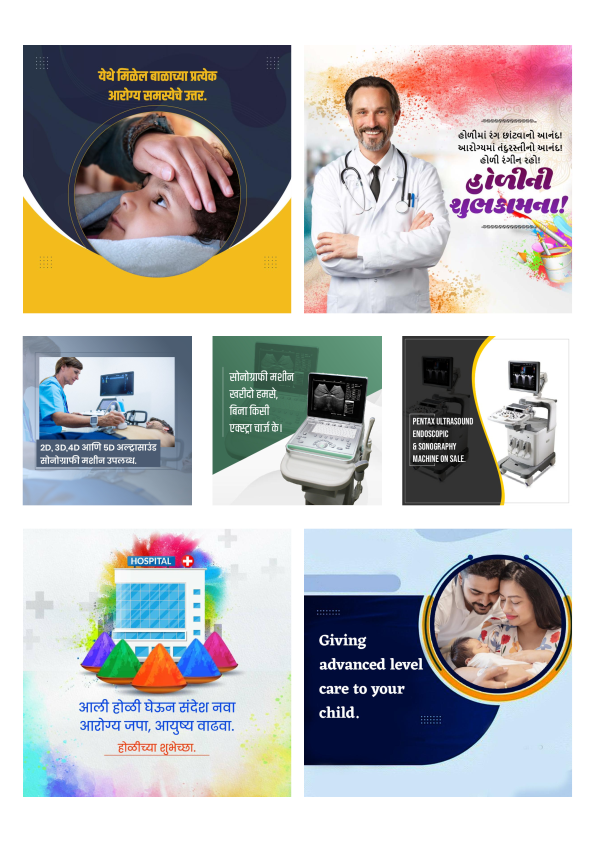 येथे मिळेल बाळाच्या प्रत्येक
आरोग्य समस्येचे उत्तर.
હોળીમાં રંગ છાંટવાનો આનંદ!
આરોગ્યમાં તંદુરસ્તીનો આનંદ!
હોળી રંગીન રહો!
હોળીની
શુભકામના!
2D, 3D,4D आणि 5D अल्ट्रासाउंड
सोनोग्राफी मशीन उपलब्ध.
सोनोग्राफी मशीन
खरीदो हमसे,
बिना किसी
एक्स्ट्रा चार्ज के।
PENTAX ULTRASOUND
ENDOSCOPIC
& SONOGRAPHY
MACHINE ON SALE.
HOSPITAL
आली होळी घेऊन संदेश नवा
आरोग्य जपा, आयुष्य वाढवा.
होळीच्या शुभेच्छा.
Giving
advanced level
care to your
child.